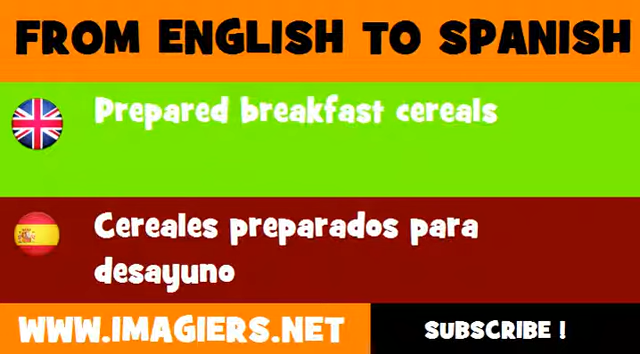 FROM ENGLISH TO SPANISH
Prepared breakfast cereals
Cereales preparados para
desayuno
WWW.IMAGIERS.NET
SUBSCRIBE !